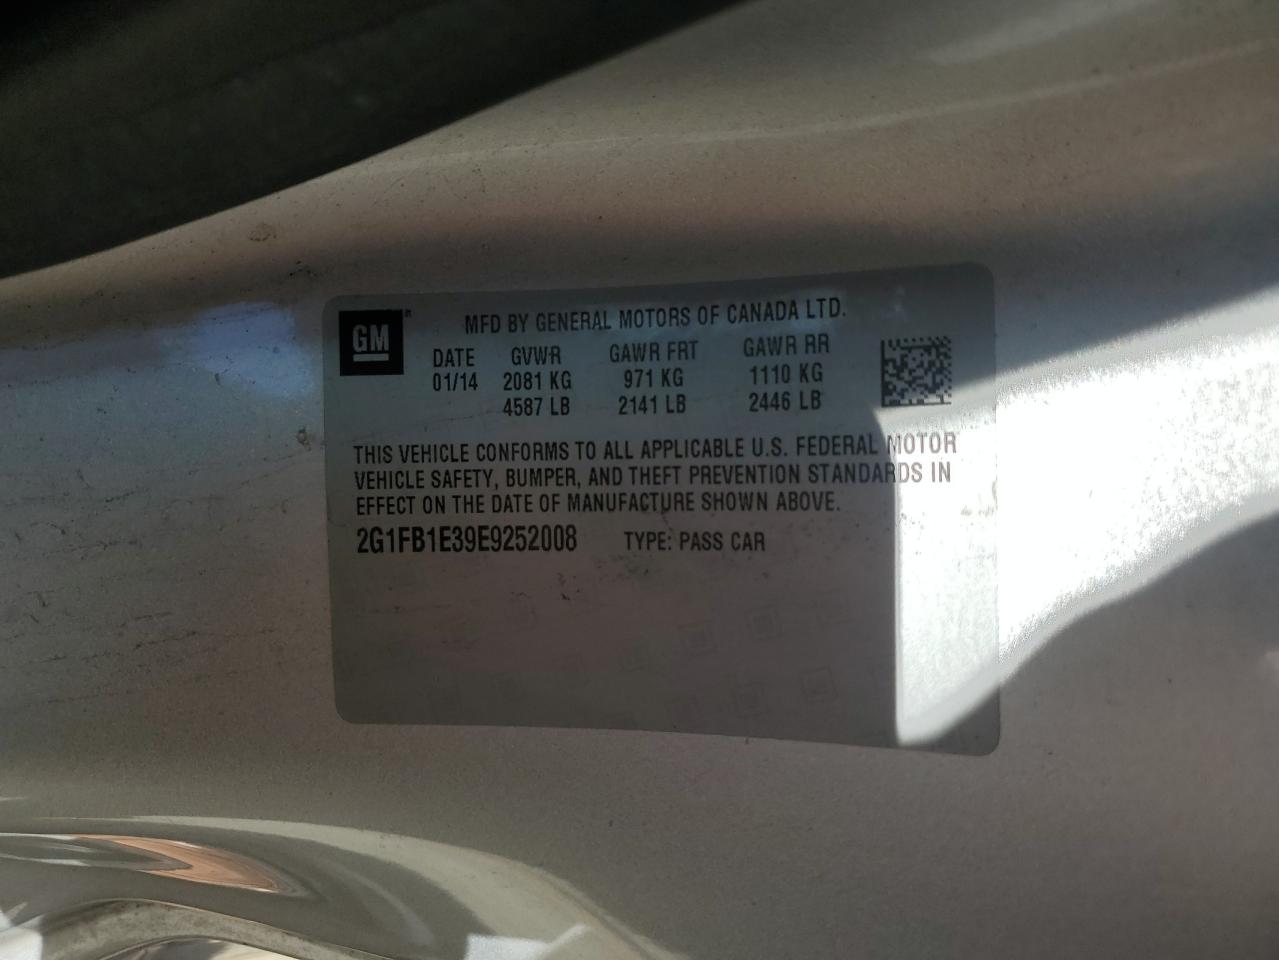 GM
MFD BY GENERAL MOTORS OF CANADA LTD.
DATE GVWR GAWR FRT GAWR RR
01/14 2081 KG 971 KG 1110 KG
4587 LB 2141 LB 2446 LB
THIS VEHICLE CONFORMS TO ALL APPLICABLE U.S. FEDERAL MOTOR
VEHICLE SAFETY, BUMPER, AND THEFT PREVENTION STANDARDS IN
EFFECT ON THE DATE OF MANUFACTURE SHOWN ABOVE.
2G1FB1E39E9252008 TYPE: PASS CAR